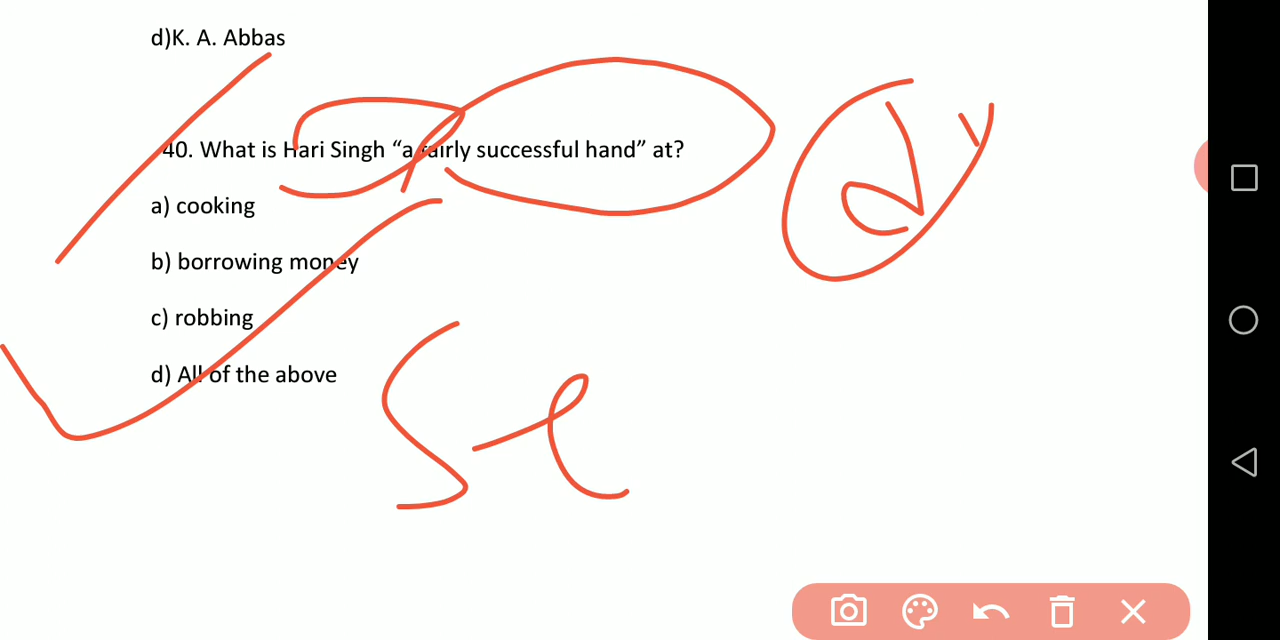 d)K. A. Abbas
40. What is Hari Singh “a fairly successful hand” at?
a) cooking
b) borrowing money
c) robbing
d) All of the above